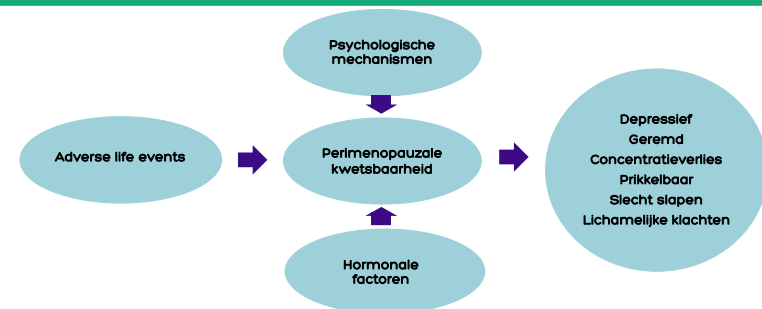 Psychologische
mechanismen
Adverse life events
Perimenopauzale
kwetsbaarheid
Depressief
Geremd
Concentratieverlies
Prikkelbaar
Slecht slapen
Lichamelijke klachten
Hormonale
factoren